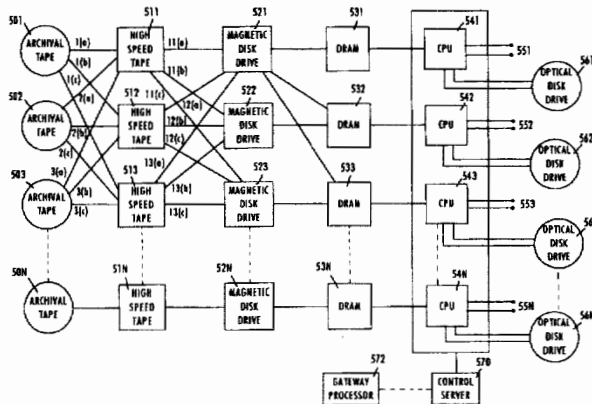 501
511
521
531
541
ARCHIVAL TAPE
1(a)
1(b)
1(c)
HIGH SPEED TAPE
11(a)
11(b)
11(c)
MAGNETIC DISK DRIVE
DRAM
CPU
551
561
OPTICAL DISK DRIVE
502
512
522
532
542
ARCHIVAL TAPE
2(a)
2(b)
2(c)
HIGH SPEED TAPE
12(a)
12(b)
12(c)
MAGNETIC DISK DRIVE
DRAM
CPU
552
562
OPTICAL DISK DRIVE
503
513
523
533
543
ARCHIVAL TAPE
3(a)
3(b)
3(c)
HIGH SPEED TAPE
13(a)
13(b)
13(c)
MAGNETIC DISK DRIVE
DRAM
CPU
553
OPTICAL DISK DRIVE
50N
51N
52N
53N
54N
ARCHIVAL TAPE
HIGH SPEED TAPE
MAGNETIC DISK DRIVE
DRAM
CPU
55N
OPTICAL DISK DRIVE
572
570
GATEWAY PROCESSOR
CONTROL SERVER